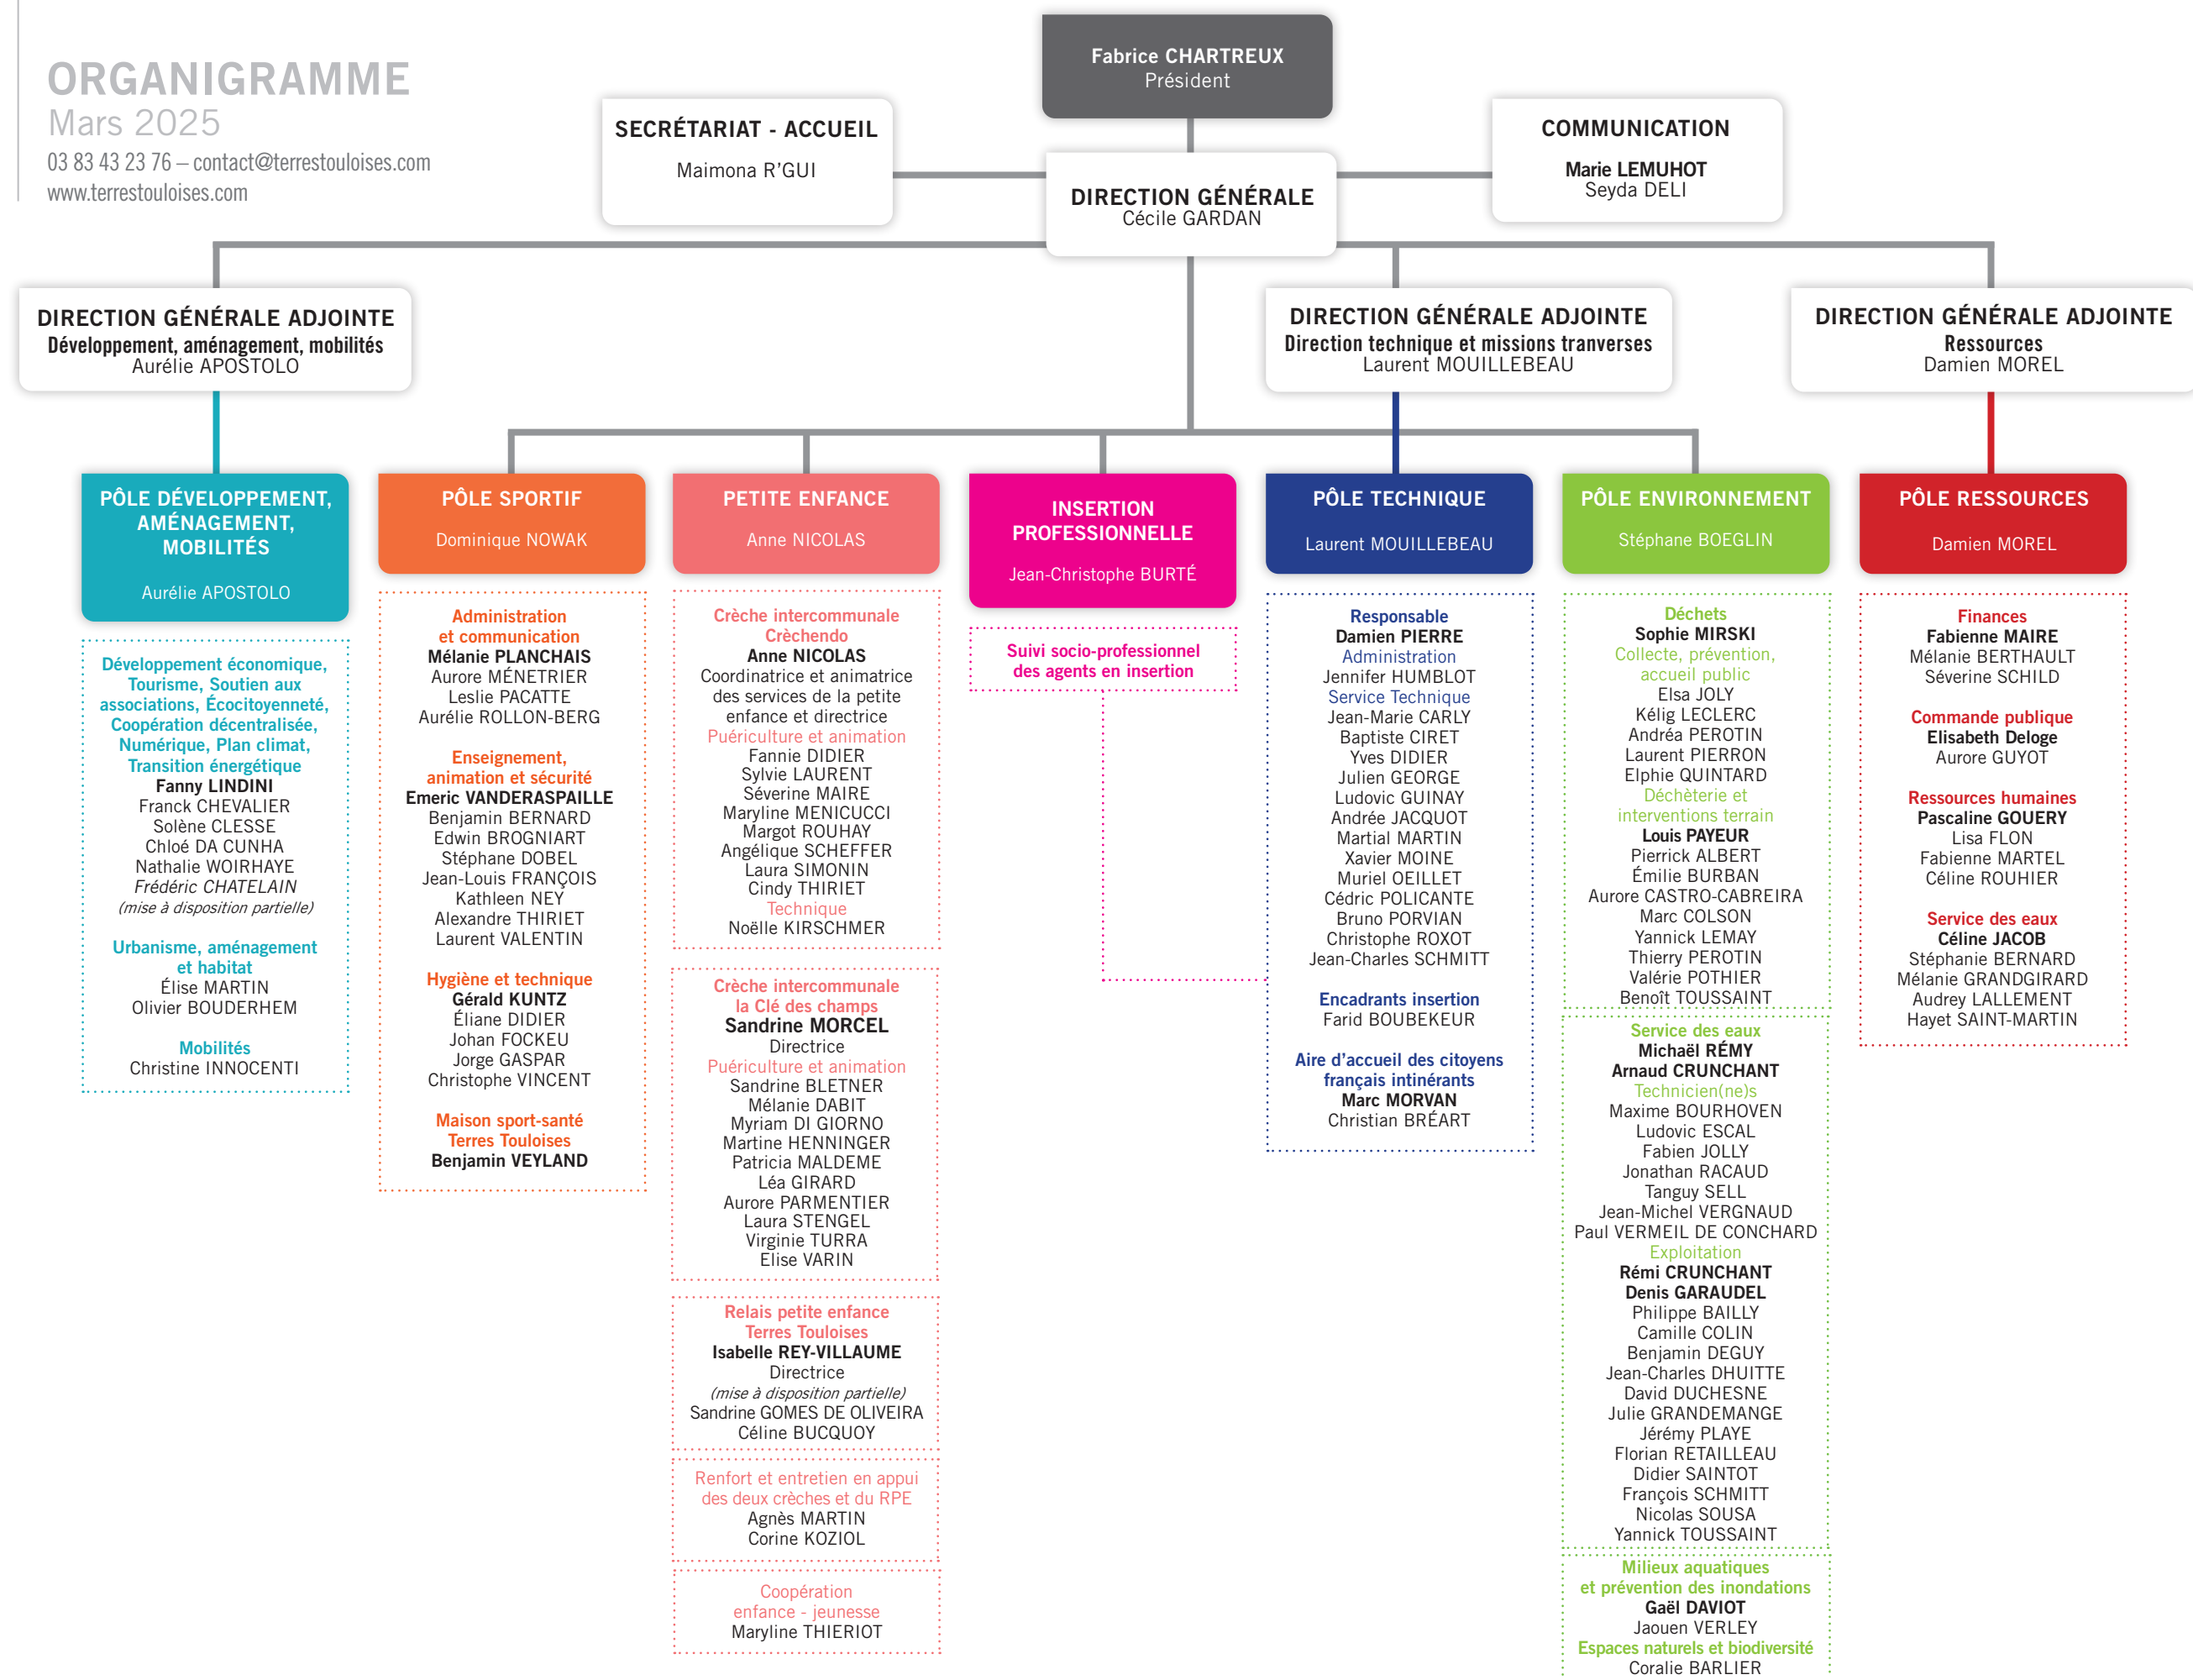 ORGANIGRAMME
Mars 2025
03 83 43 23 76 – contact@terrestouloises.com
www.terrestouloises.com
Fabrice CHARTREUX
Président
SECRÉTARIAT - ACCUEIL
Maimona R’GUI
DIRECTION GÉNÉRALE
Cécile GARDAN
COMMUNICATION
Marie LEMUHOT
Seyda DELI
DIRECTION GÉNÉRALE ADJOINTE
Développement, aménagement, mobilités
Aurélie APOSTOLO
DIRECTION GÉNÉRALE ADJOINTE
Direction technique et missions tranverses
Laurent MOUILLEBEAU
DIRECTION GÉNÉRALE ADJOINTE
Ressources
Damien MOREL
PÔLE DÉVELOPPEMENT,
AMÉNAGEMENT,
MOBILITÉS
Aurélie APOSTOLO
Développement économique,
Tourisme, Soutien aux
associations, Écocitoyenneté,
Coopération décentralisée,
Numérique, Plan climat,
Transition énergétique
Fanny LINDINI
Franck CHEVALIER
Solène CLESSE
Chloé DA CUNHA
Nathalie WOIRHAYE
Frédéric CHATELAIN
(mise à disposition partielle)
Urbanisme, aménagement
et habitat
Élise MARTIN
Olivier BOUDERHEM
Mobilités
Christine INNOCENTI
PÔLE SPORTIF
Dominique NOWAK
Administration
et communication
Mélanie PLANCHAIS
Aurore MÉNETRIER
Leslie PACATTE
Aurélie ROLLON-BERG
Enseignement,
animation et sécurité
Emeric VANDERASPAILLE
Benjamin BERNARD
Edwin BROGNIART
Stéphane DOBEL
Jean-Louis FRANÇOIS
Kathleen NEY
Alexandre THIRIET
Laurent VALENTIN
Hygiène et technique
Gérald KUNTZ
Éliane DIDIER
Johan FOCKEU
Jorge GASPAR
Christophe VINCENT
Maison sport-santé
Terres Touloises
Benjamin VEYLAND
PETITE ENFANCE
Anne NICOLAS
Crèche intercommunale
Crèchendo
Anne NICOLAS
Coordinatrice et animatrice
des services de la petite
enfance et directrice
Puériculture et animation
Fannie DIDIER
Sylvie LAURENT
Séverine MAIRE
Maryline MENICUCCI
Margot ROUHAY
Angélique SCHEFFER
Laura SIMONIN
Cindy THIRIET
Technique
Noëlle KIRSCHMER
Crèche intercommunale
la Clé des champs
Sandrine MORCEL
Directrice
Puériculture et animation
Sandrine BLETNER
Mélanie DABIT
Myriam DI GIORNO
Martine HENNINGER
Patricia MALDEME
Léa GIRARD
Aurore PARMENTIER
Laura STENGEL
Virginie TURRA
Elise VARIN
Relais petite enfance
Terres Touloises
Isabelle REY-VILLAUME
Directrice
(mise à disposition partielle)
Sandrine GOMES DE OLIVEIRA
Céline BUCQUOY
Renfort et entretien en appui
des deux crèches et du RPE
Agnès MARTIN
Corine KOZIOL
Coopération
enfance - jeunesse
Maryline THIERIOT
INSERTION
PROFESSIONNELLE
Jean-Christophe BURTÉ
Suivi socio-professionnel
des agents en insertion
PÔLE TECHNIQUE
Laurent MOUILLEBEAU
Responsable
Damien PIERRE
Administration
Jennifer HUMBLOT
Service Technique
Jean-Marie CARLY
Baptiste CIRET
Yves DIDIER
Julien GEORGE
Ludovic GUINAY
Andrée JACQUOT
Martial MARTIN
Xavier MOINE
Muriel OEILLET
Cédric POLICANTE
Bruno PORVIAN
Christophe ROXOT
Jean-Charles SCHMITT
Encadrants insertion
Farid BOUBEKEUR
Aire d’accueil des citoyens
français intinérants
Marc MORVAN
Christian BRÉART
PÔLE ENVIRONNEMENT
Stéphane BOEGLIN
Déchets
Sophie MIRSKI
Collecte, prévention,
accueil public
Elsa JOLY
Kélig LECLERC
Andréa PEROTIN
Laurent PIERRON
Elphie QUINTARD
Déchèterie et
interventions terrain
Louis PAYEUR
Pierrick ALBERT
Émilie BURBAN
Aurore CASTRO-CABREIRA
Marc COLSON
Yannick LEMAY
Thierry PEROTIN
Valérie POTHIER
Benoît TOUSSAINT
Service des eaux
Michaël RÉMY
Arnaud CRUNCHANT
Technicien(ne)s
Maxime BOURHOVEN
Ludovic ESCAL
Fabien JOLLY
Jonathan RACAUD
Tanguy SELL
Jean-Michel VERGNAUD
Paul VERMEIL DE CONCHARD
Exploitation
Rémi CRUNCHANT
Denis GARAUDEL
Philippe BAILLY
Camille COLIN
Benjamin DEGUY
Jean-Charles DHUITTE
David DUCHESNE
Julie GRANDEMANGE
Jérémy PLAYE
Florian RETAILLEAU
Didier SAINTOT
François SCHMITT
Nicolas SOUSA
Yannick TOUSSAINT
Milieux aquatiques
et prévention des inondations
Gaël DAVIOT
Jaouen VERLEY
Espaces naturels et biodiversité
Coralie BARLIER
PÔLE RESSOURCES
Damien MOREL
Finances
Fabienne MAIRE
Mélanie BERTHAULT
Séverine SCHILD
Commande publique
Elisabeth Deloge
Aurore GUYOT
Ressources humaines
Pascaline GOUERY
Lisa FLON
Fabienne MARTEL
Céline ROUHIER
Service des eaux
Céline JACOB
Stéphanie BERNARD
Mélanie GRANDGIRARD
Audrey LALLEMENT
Hayet SAINT-MARTIN